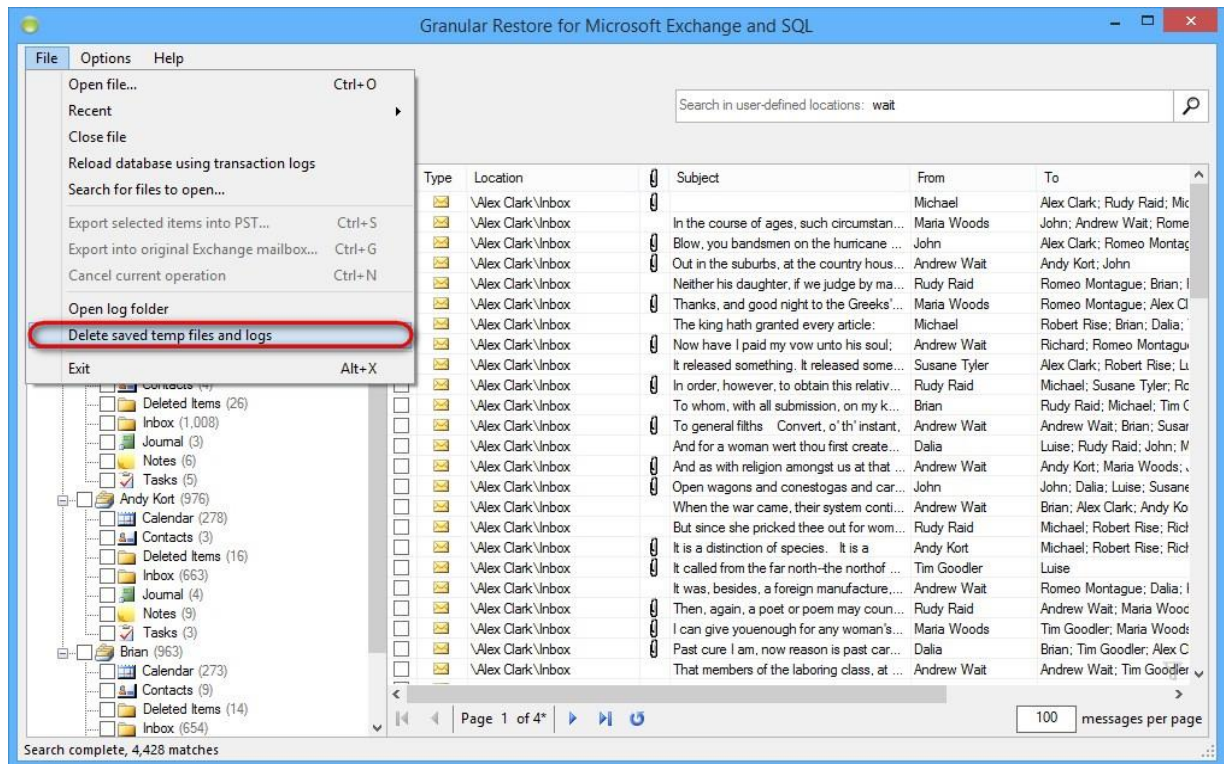 Granular Restore for Microsoft Exchange and SQL
File Options Help
Open file... Ctrl+O
Recent
Close file
Reload database using transaction logs
Search for files to open...
Export selected items into PST... Ctrl+S
Export into original Exchange mailbox... Ctrl+G
Cancel current operation Ctrl+N
Open log folder
Delete saved temp files and logs
Exit Alt+X
Search in user-defined locations: wait
Contacts (4)
Deleted Items (26)
Inbox (1,008)
Journal (3)
Notes (6)
Tasks (5)
Andy Kort (976)
Calendar (278)
Contacts (3)
Deleted Items (16)
Inbox (663)
Journal (4)
Notes (9)
Tasks (3)
Brian (963)
Calendar (273)
Contacts (9)
Deleted Items (14)
Inbox (654)
Type Location Subject From To
\Alex Clark\Inbox Michael Alex Clark; Rudy Raid; Mic
\Alex Clark\Inbox In the course of ages, such circumstan... Maria Woods John; Andrew Wait; Rome
\Alex Clark\Inbox Blow, you bandsmen on the hurricane ... John Alex Clark; Romeo Montag
\Alex Clark\Inbox Out in the suburbs, at the country hous... Andrew Wait Andy Kort; John
\Alex Clark\Inbox Neither his daughter, if we judge by ma... Rudy Raid Romeo Montague; Brian;
\Alex Clark\Inbox Thanks, and good night to the Greeks'... Maria Woods Romeo Montague; Alex Cl
\Alex Clark\Inbox The king hath granted every article: Michael Robert Rise; Brian; Dalia;
\Alex Clark\Inbox Now have I paid my vow unto his soul; Andrew Wait Richard; Romeo Montagu
\Alex Clark\Inbox It released something. It released some... Susane Tyler Alex Clark; Robert Rise; Lu
\Alex Clark\Inbox In order, however, to obtain this relativ... Rudy Raid Michael; Susane Tyler; Ro
\Alex Clark\Inbox To whom, with all submission, on my k... Brian Rudy Raid; Michael; Tim G
\Alex Clark\Inbox To general filths Convert, o' th' instant, Andrew Wait Andrew Wait; Brian; Susan
\Alex Clark\Inbox And for a woman wert thou first create... Dalia Luise; Rudy Raid; John; M
\Alex Clark\Inbox And as with religion amongst us at that ... Andrew Wait Andy Kort; Maria Woods;
\Alex Clark\Inbox Open wagons and conestogas and car... John John; Dalia; Luise; Susane
\Alex Clark\Inbox When the war came, their system conti... Andrew Wait Brian; Alex Clark; Andy Ko
\Alex Clark\Inbox But since she pricked thee out for wom... Rudy Raid Michael; Robert Rise; Rich
\Alex Clark\Inbox It is a distinction of species. It is a Andy Kort Michael; Robert Rise; Rich
\Alex Clark\Inbox It called from the far north-the northof ... Tim Goodler Luise
\Alex Clark\Inbox It was, besides, a foreign manufacture,... Andrew Wait Romeo Montague; Dalia;
\Alex Clark\Inbox Then, again, a poet or poem may coun... Rudy Raid Andrew Wait; Maria Wood
\Alex Clark\Inbox I can give youenough for any woman's... Maria Woods Tim Goodler; Maria Woods
\Alex Clark\Inbox Past cure I am, now reason is past car... Dalia Brian; Tim Goodler; Alex C
\Alex Clark\Inbox That members of the laboring class, at ... Andrew Wait Andrew Wait; Tim Goodler
Page 1 of 4* 100 messages per page
Search complete, 4,428 matches